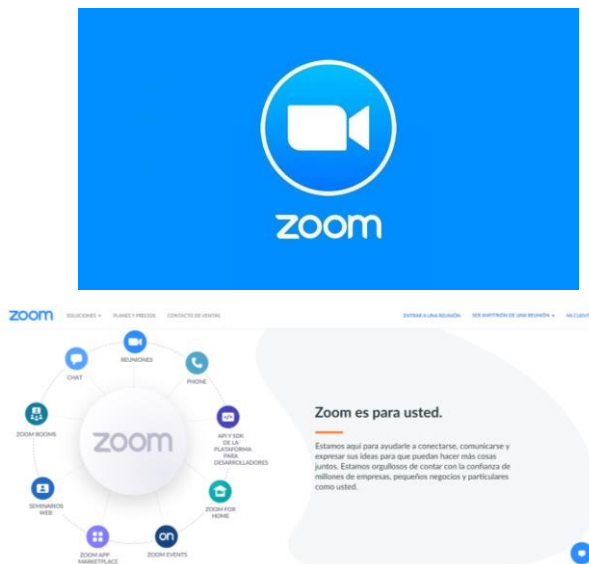 zoom
zoom
SOLUCIONES
PLANES Y PRECIOS
CONTACTO DE VENTAS
ENTRAR A UNA REUNIÓN
SER ANFITRIÓN DE UNA REUNIÓN
MI CUENTA
REUNIONES
CHAT
PHONE
ZOOM ROOMS
zoom
API Y SDK
DE LA
PLATAFORMA
PARA
DESARROLLADORES
SEMINARIOS
WEB
ZOOM FOR
HOME
on
ZOOM APP
MARKETPLACE
ZOOM EVENTS
Zoom es para usted.
Estamos aquí para ayudarle a conectarse, comunicarse y
expresar sus ideas para que puedan hacer más cosas
juntos. Estamos orgullosos de contar con la confianza de
millones de empresas, pequeños negocios y particulares
como usted.